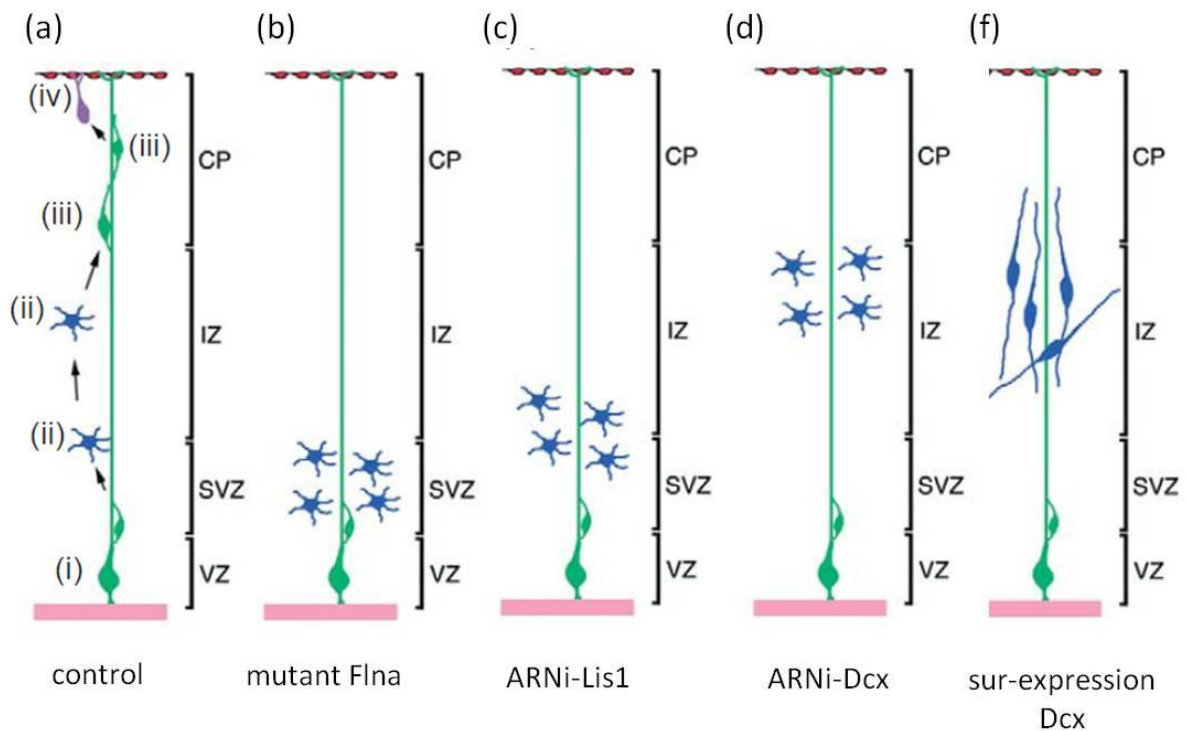 (a)
(b)
(c)
(d)
(f)
(iv)
(iii)
(iii)
(ii)
(ii)
(i)
CP
IZ
SVZ
VZ
CP
IZ
SVZ
VZ
CP
IZ
SVZ
VZ
CP
IZ
SVZ
VZ
CP
IZ
SVZ
VZ
control
mutant Flna
ARNi-Lis1
ARNi-Dcx
sur-expression
Dcx